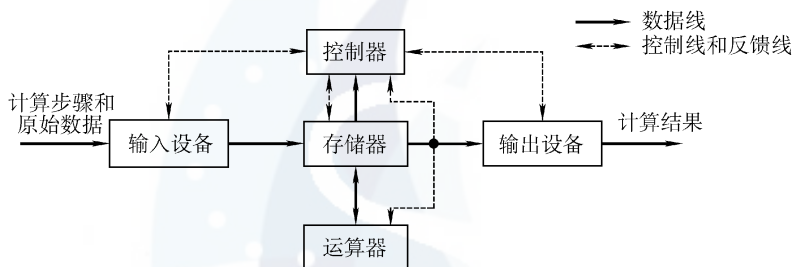 数据线
控制线和反馈线
控制器
计算步骤和
原始数据
输入设备
存储器
输出设备
计算结果
运算器